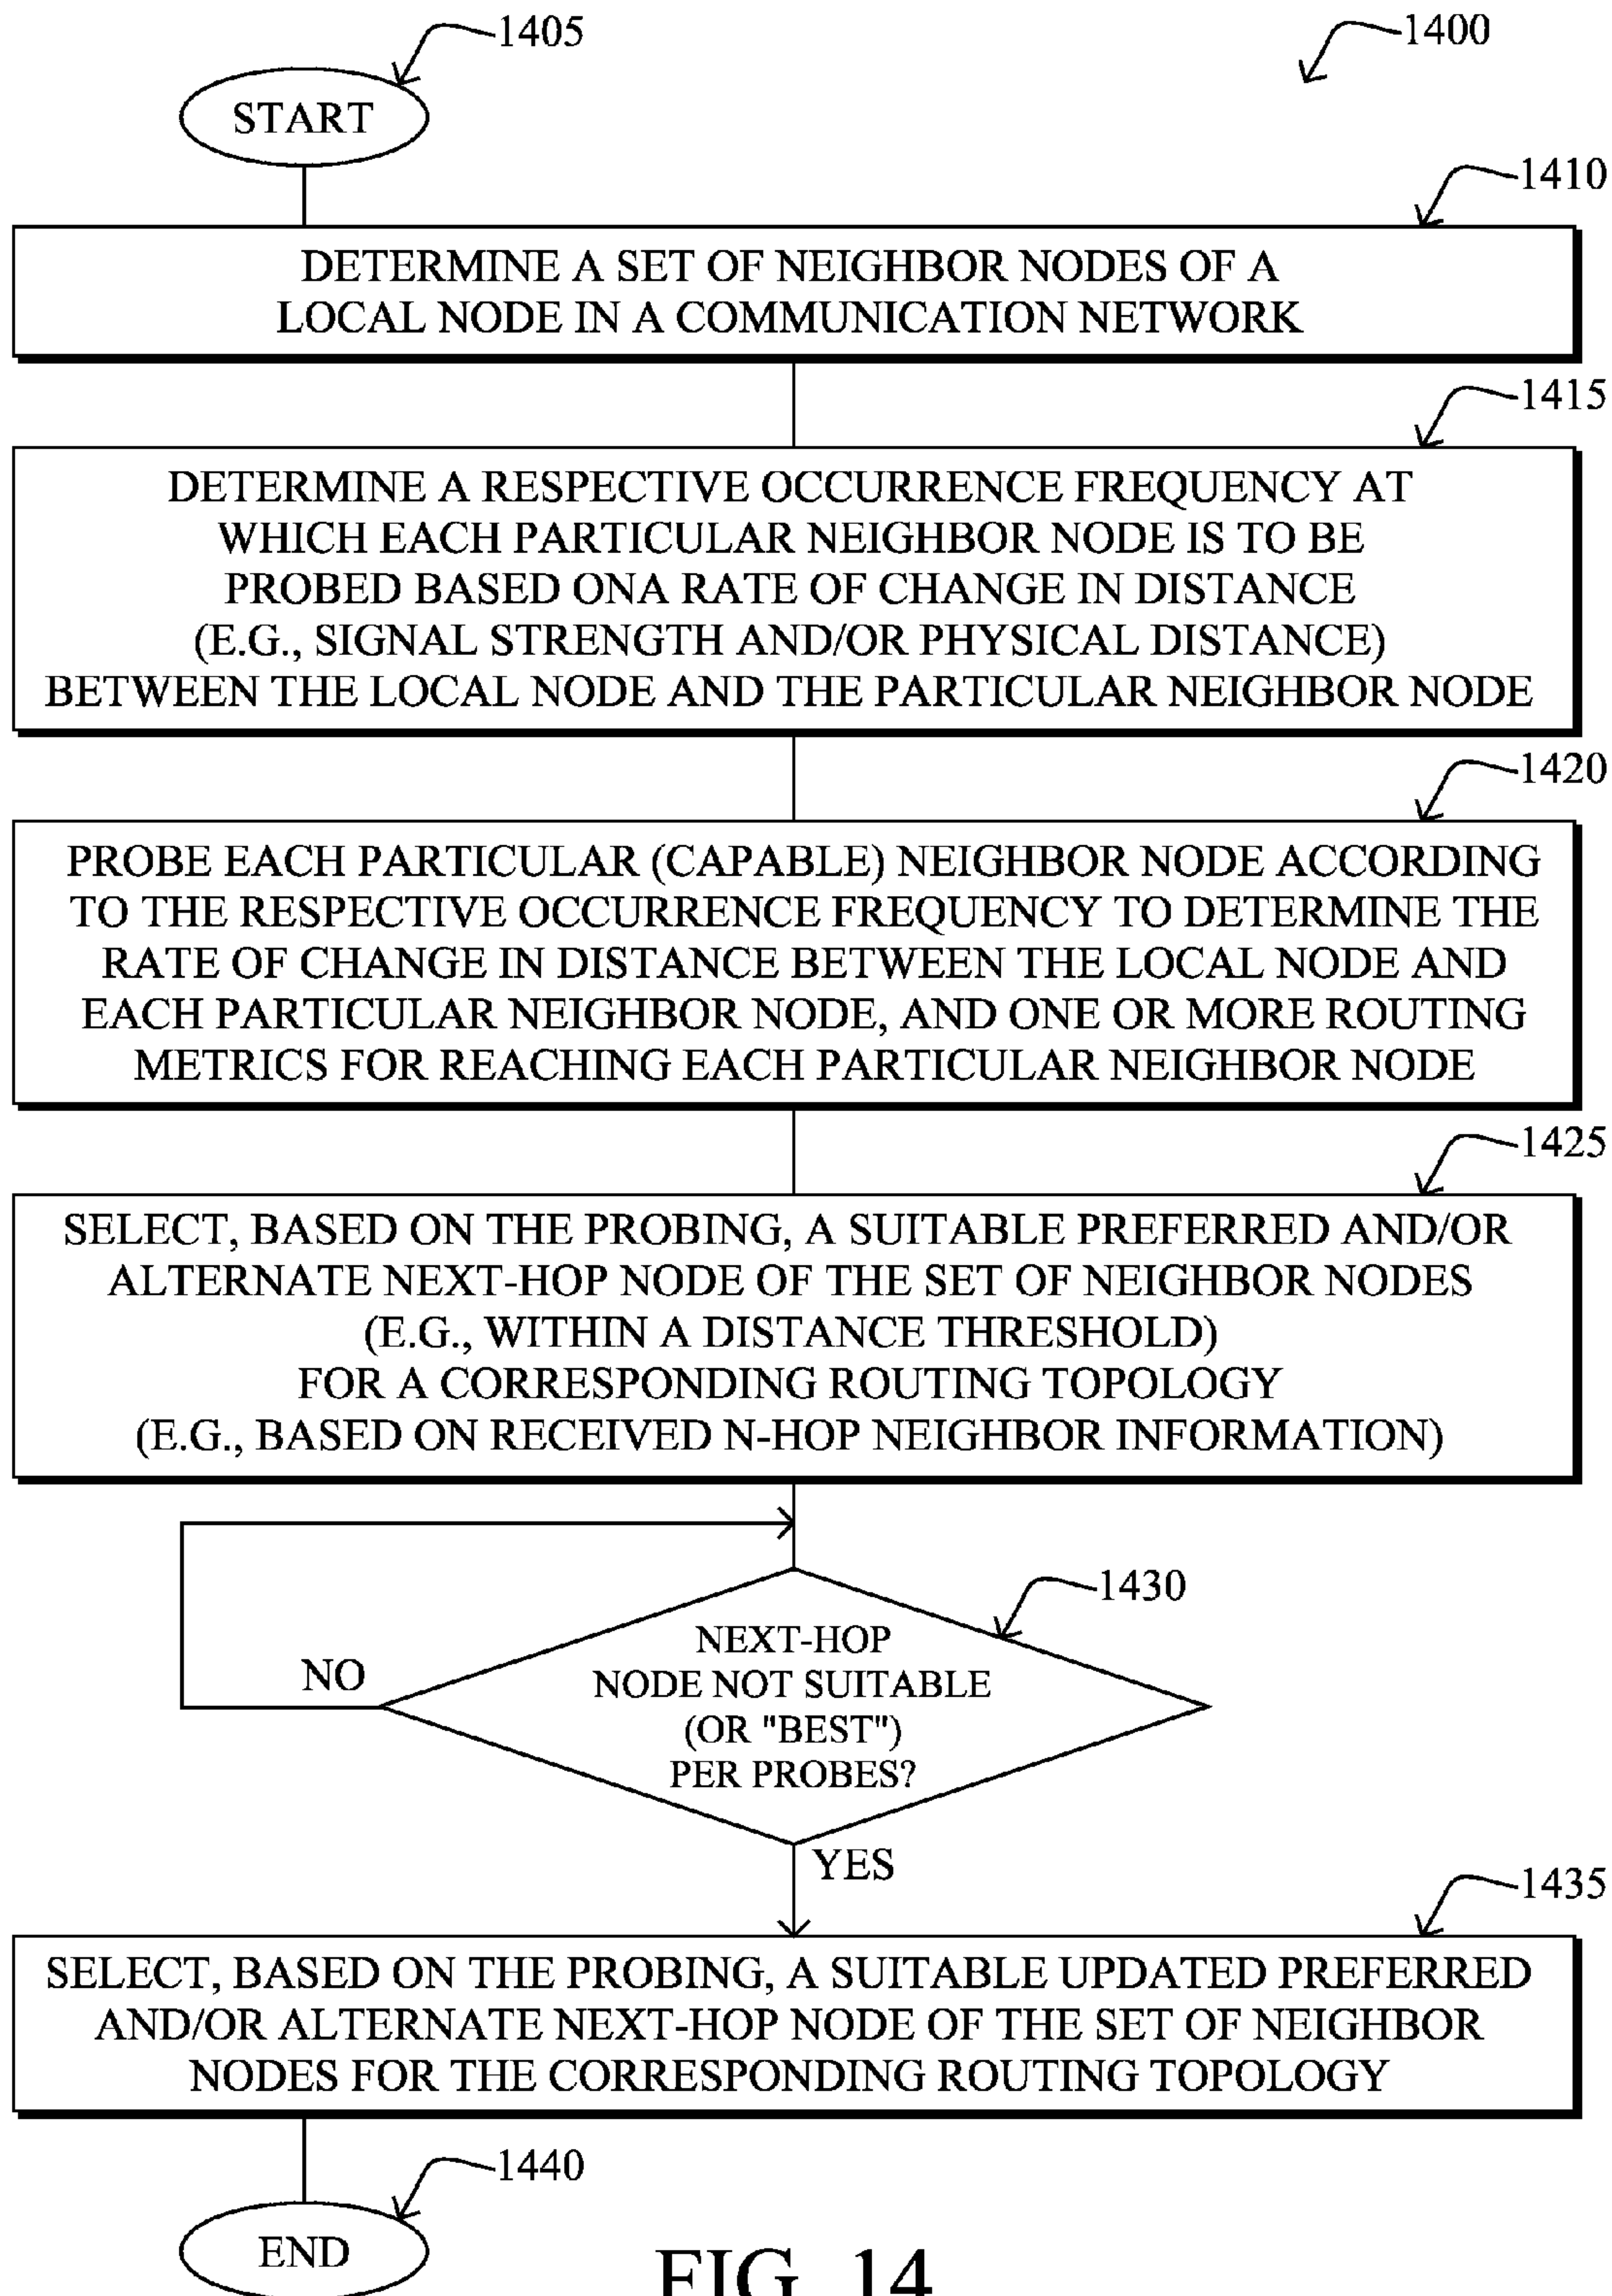 1405
1400
START
1410
DETERMINE A SET OF NEIGHBOR NODES OF A
LOCAL NODE IN A COMMUNICATION NETWORK
1415
DETERMINE A RESPECTIVE OCCURRENCE FREQUENCY AT
WHICH EACH PARTICULAR NEIGHBOR NODE IS TO BE
PROBED BASED ONA RATE OF CHANGE IN DISTANCE
(E.G., SIGNAL STRENGTH AND/OR PHYSICAL DISTANCE)
BETWEEN THE LOCAL NODE AND THE PARTICULAR NEIGHBOR NODE
1420
PROBE EACH PARTICULAR (CAPABLE) NEIGHBOR NODE ACCORDING
TO THE RESPECTIVE OCCURRENCE FREQUENCY TO DETERMINE THE
RATE OF CHANGE IN DISTANCE BETWEEN THE LOCAL NODE AND
EACH PARTICULAR NEIGHBOR NODE, AND ONE OR MORE ROUTING
METRICS FOR REACHING EACH PARTICULAR NEIGHBOR NODE
1425
SELECT, BASED ON THE PROBING, A SUITABLE PREFERRED AND/OR
ALTERNATE NEXT-HOP NODE OF THE SET OF NEIGHBOR NODES
(E.G., WITHIN A DISTANCE THRESHOLD)
FOR A CORRESPONDING ROUTING TOPOLOGY
(E.G., BASED ON RECEIVED N-HOP NEIGHBOR INFORMATION)
1430
NEXT-HOP
NODE NOT SUITABLE
(OR "BEST")
PER PROBES?
NO
YES
1435
SELECT, BASED ON THE PROBING, A SUITABLE UPDATED PREFERRED
AND/OR ALTERNATE NEXT-HOP NODE OF THE SET OF NEIGHBOR
NODES FOR THE CORRESPONDING ROUTING TOPOLOGY
1440
END
FIG. 14